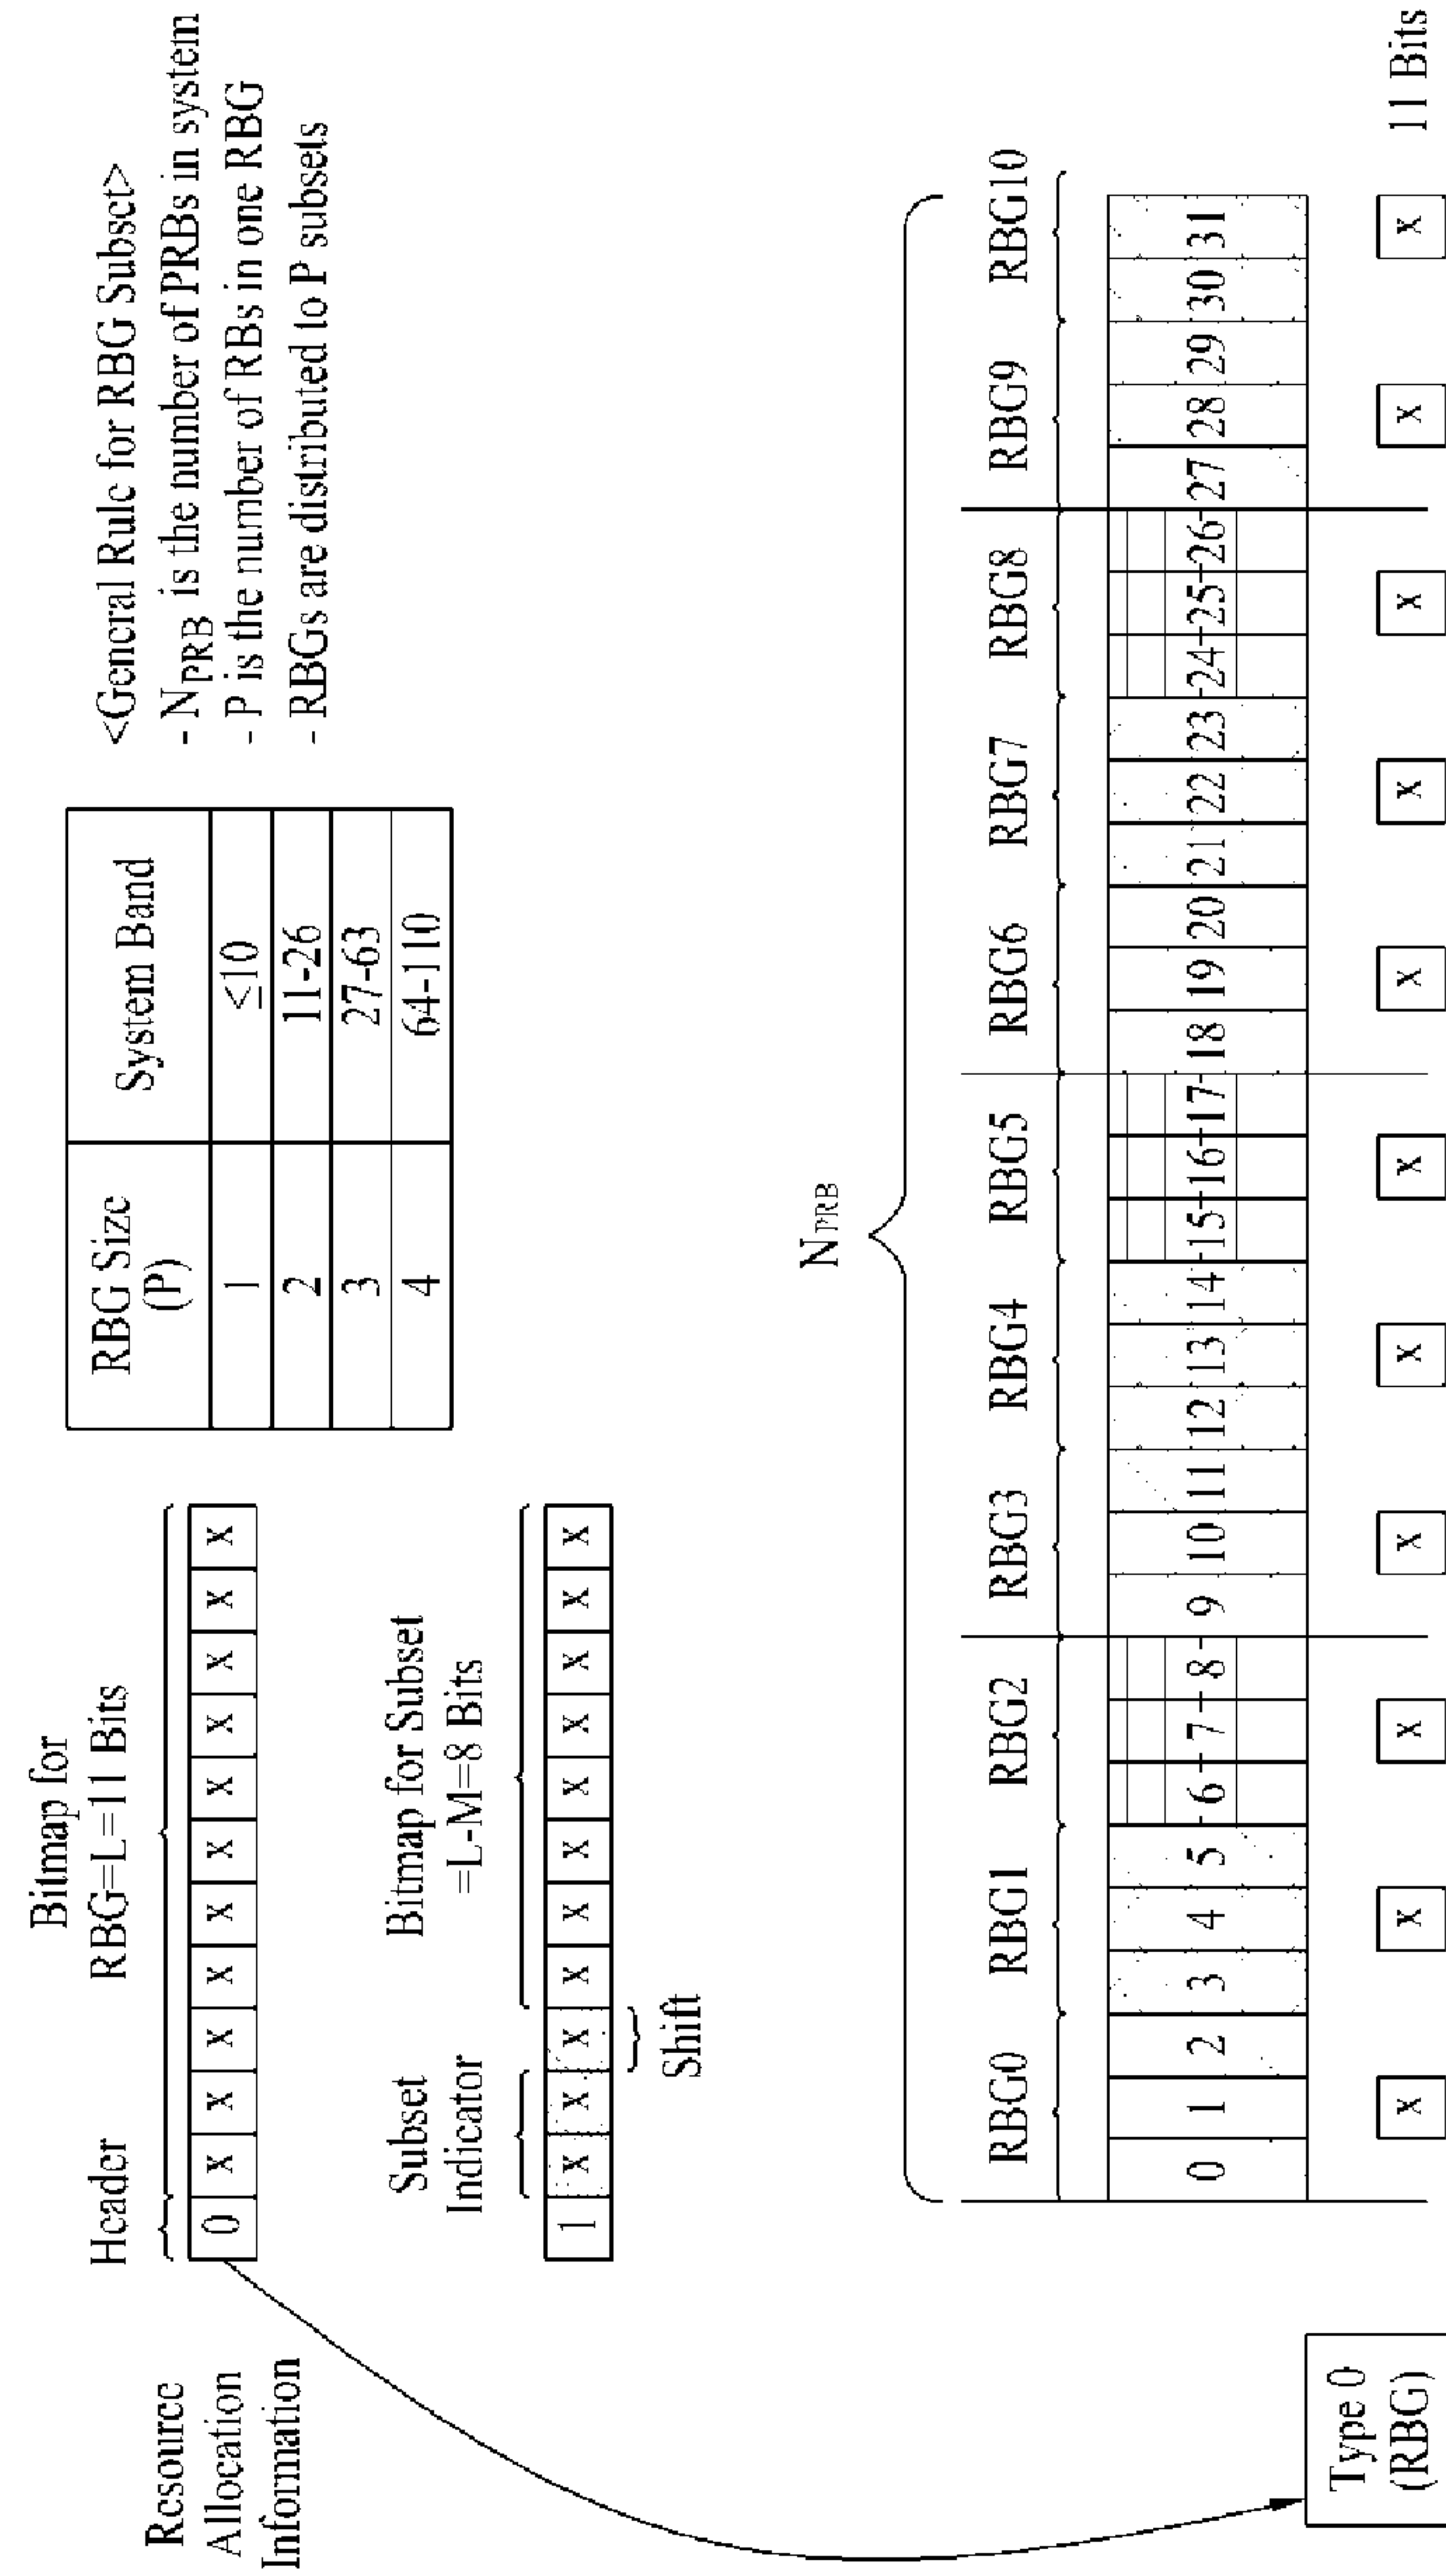 Resource
Allocation
Information
Header
Bitmap for
RBG=L=11 Bits
0 x x x x x x x x x x x
Subset
Indicator
Bitmap for Subset
=L-M=8 Bits
1 x x x x x x x x x x x
Shift
RBG Size
(P)
System Band
1 ≤10
2 11-26
3 27-63
4 64-110
<General Rule for RBG Subset>
- NPRB is the number of PRBs in system
- P is the number of RBs in one RBG
- RBGs are distributed to P subsets
NPRB
RBG0 RBG1 RBG2 RBG3 RBG4 RBG5 RBG6 RBG7 RBG8 RBG9 RBG10
0 1 2 3 4 5 6 7 8 9 10 11 12 13 14 15 16 17 18 19 20 21 22 23 24 25 26 27 28 29 30 31
Type 0
(RBG)
x x x x x x x x x x x 11 Bits